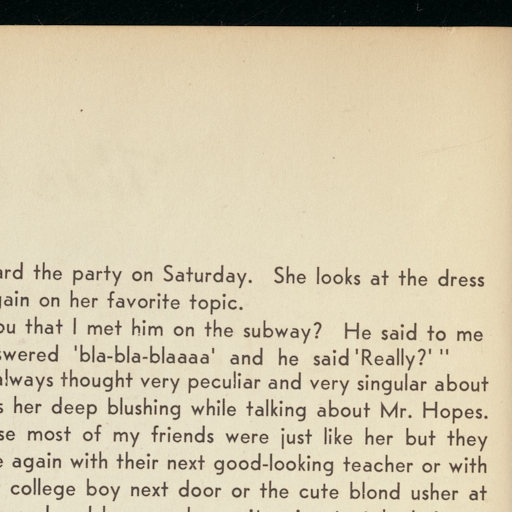 ard the party on Saturday. She looks at the dress
gain on her favorite topic.
ou that I met him on the subway? He said to me
swered 'bla-bla-blaaaa' and he said 'Really?' "
always thought very peculiar and very singular about
s her deep blushing while talking about Mr. Hopes.
se most of my friends were just like her but they
e again with their next good-looking teacher or with
college boy next door or the cute blond usher at